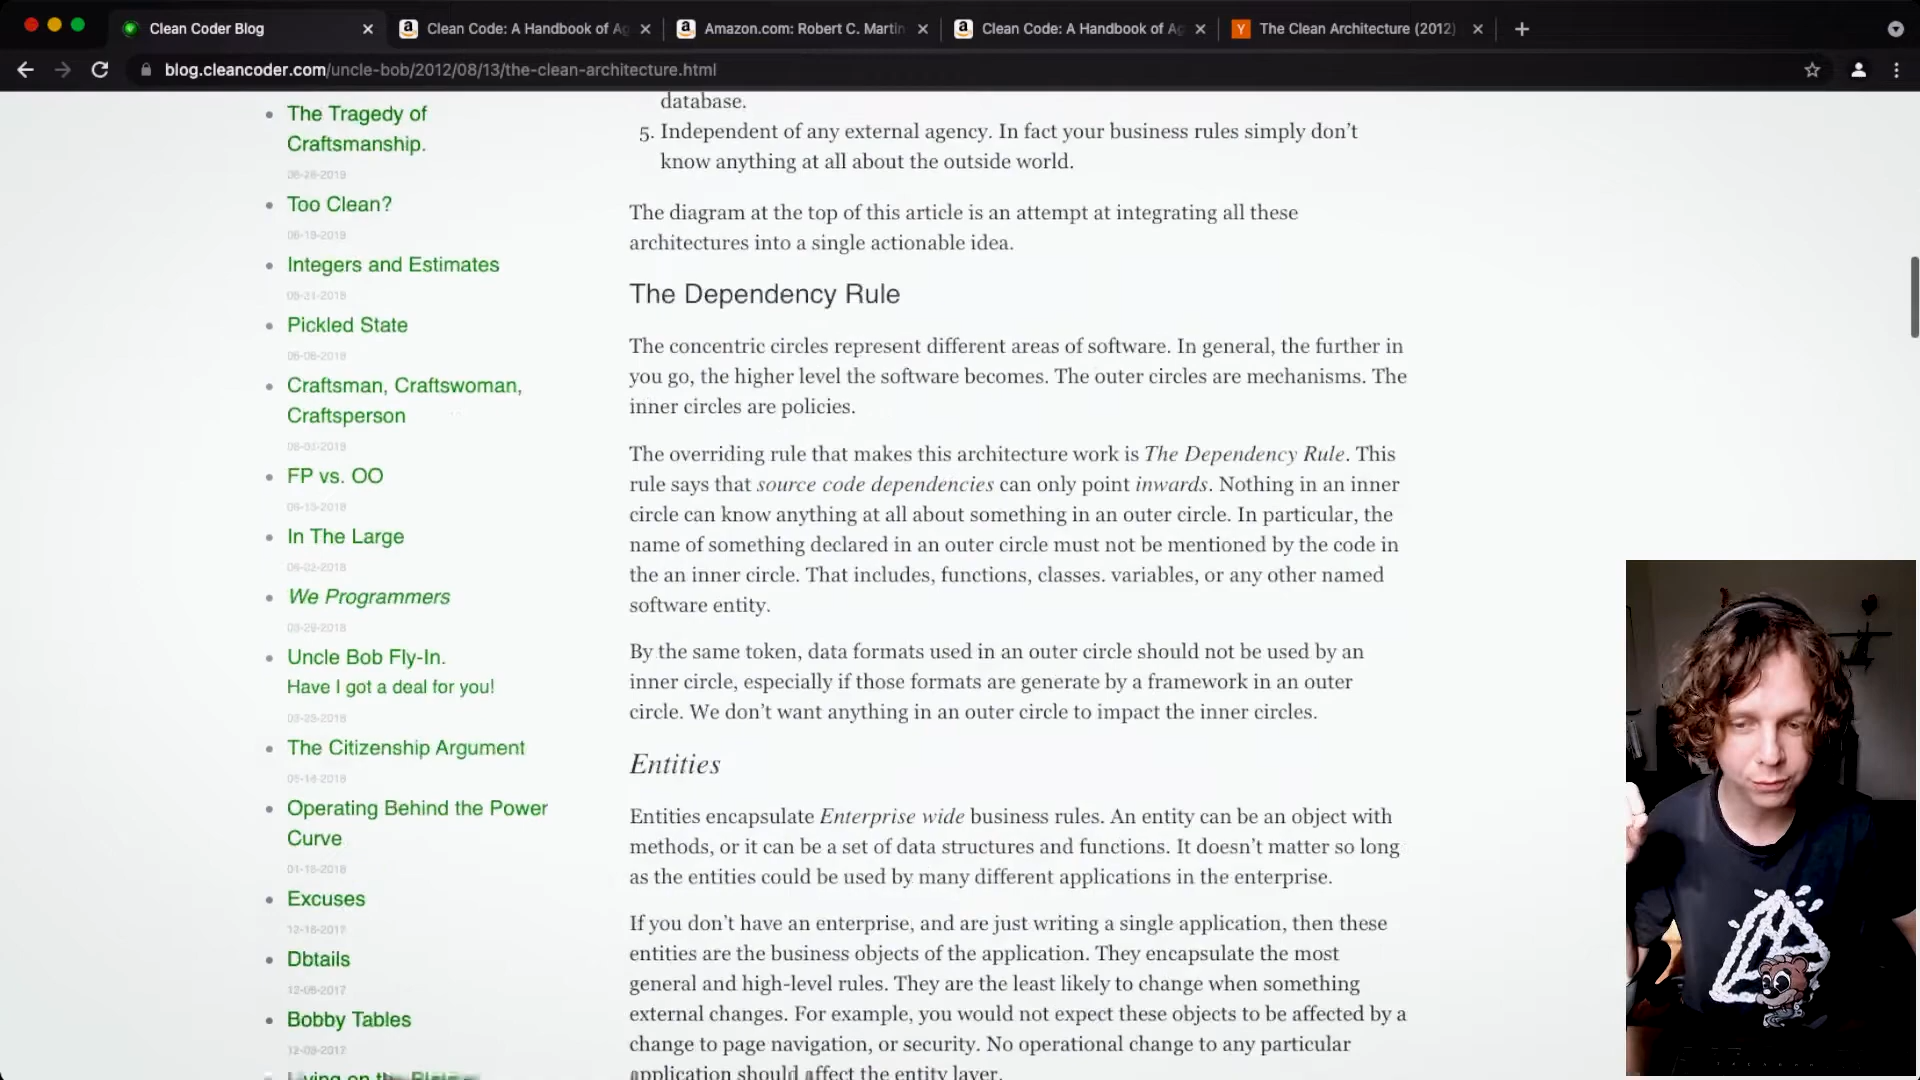 Clean Coder Blog
Clean Code: A Handbook of Ag
Amazon.com: Robert C. Martin
Clean Code: A Handbook of Ag
The Clean Architecture (2012)
blog.cleancoder.com/uncle-bob/2012/08/13/the-clean-architecture.html
The Tragedy of
Craftsmanship.
Too Clean?
Integers and Estimates
Pickled State
Craftsman, Craftswoman,
Craftsperson
FP vs. OO
In The Large
We Programmers
Uncle Bob Fly-In.
Have I got a deal for you!
The Citizenship Argument
Operating Behind the Power
Curve
Excuses
Dbtails
Bobby Tables
database.
5. Independent of any external agency. In fact your business rules simply don’t
know anything at all about the outside world.
The diagram at the top of this article is an attempt at integrating all these
architectures into a single actionable idea.
The Dependency Rule
The concentric circles represent different areas of software. In general, the further in
you go, the higher level the software becomes. The outer circles are mechanisms. The
inner circles are policies.
The overriding rule that makes this architecture work is The Dependency Rule. This
rule says that source code dependencies can only point inwards. Nothing in an inner
circle can know anything at all about something in an outer circle. In particular, the
name of something declared in an outer circle must not be mentioned by the code in
the an inner circle. That includes, functions, classes. variables, or any other named
software entity.
By the same token, data formats used in an outer circle should not be used by an
inner circle, especially if those formats are generate by a framework in an outer
circle. We don’t want anything in an outer circle to impact the inner circles.
Entities
Entities encapsulate Enterprise wide business rules. An entity can be an object with
methods, or it can be a set of data structures and functions. It doesn’t matter so long
as the entities could be used by many different applications in the enterprise.
If you don’t have an enterprise, and are just writing a single application, then these
entities are the business objects of the application. They encapsulate the most
general and high-level rules. They are the least likely to change when something
external changes. For example, you would not expect these objects to be affected by a
change to page navigation, or security. No operational change to any particular
application should affect the entity layer.